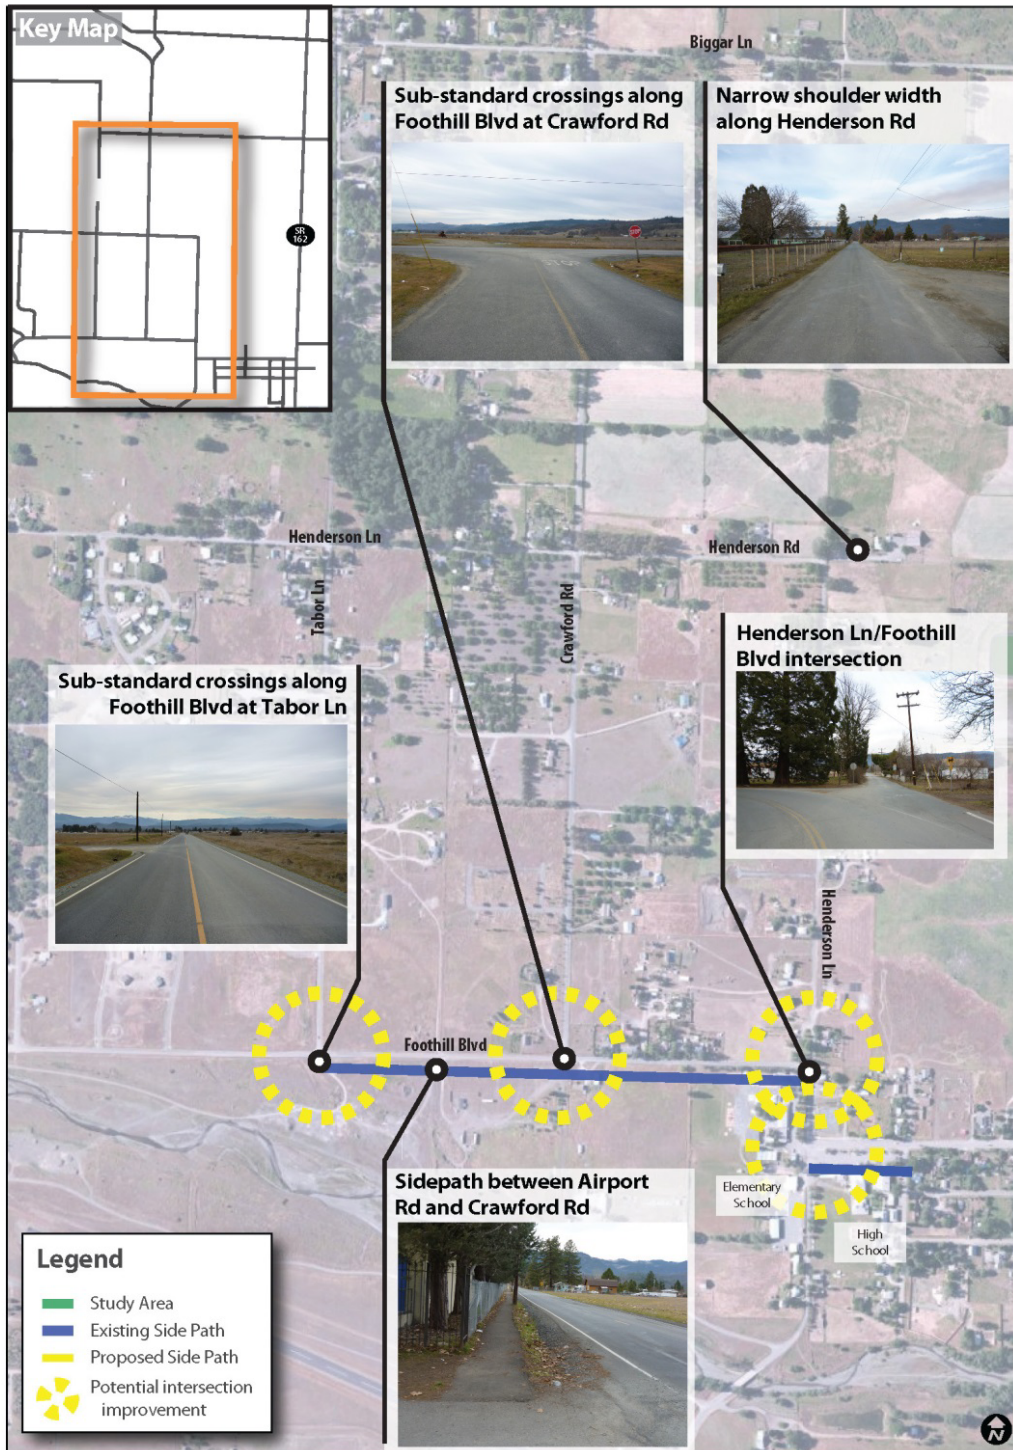 Key Map
SR
162
Biggar Ln
Sub-standard crossings along
Foothill Blvd at Crawford Rd
STOP
Narrow shoulder width
along Henderson Rd
Henderson Ln
Henderson Rd
Tabor Ln
Crawford Rd
Henderson Ln/Foothill
Blvd intersection
Sub-standard crossings along
Foothill Blvd at Tabor Ln
Henderson Ln
Foothill Blvd
Sidepath between Airport
Rd and Crawford Rd
Elementary
School
High
School
Legend
Study Area
Existing Side Path
Proposed Side Path
Potential intersection
improvement
N